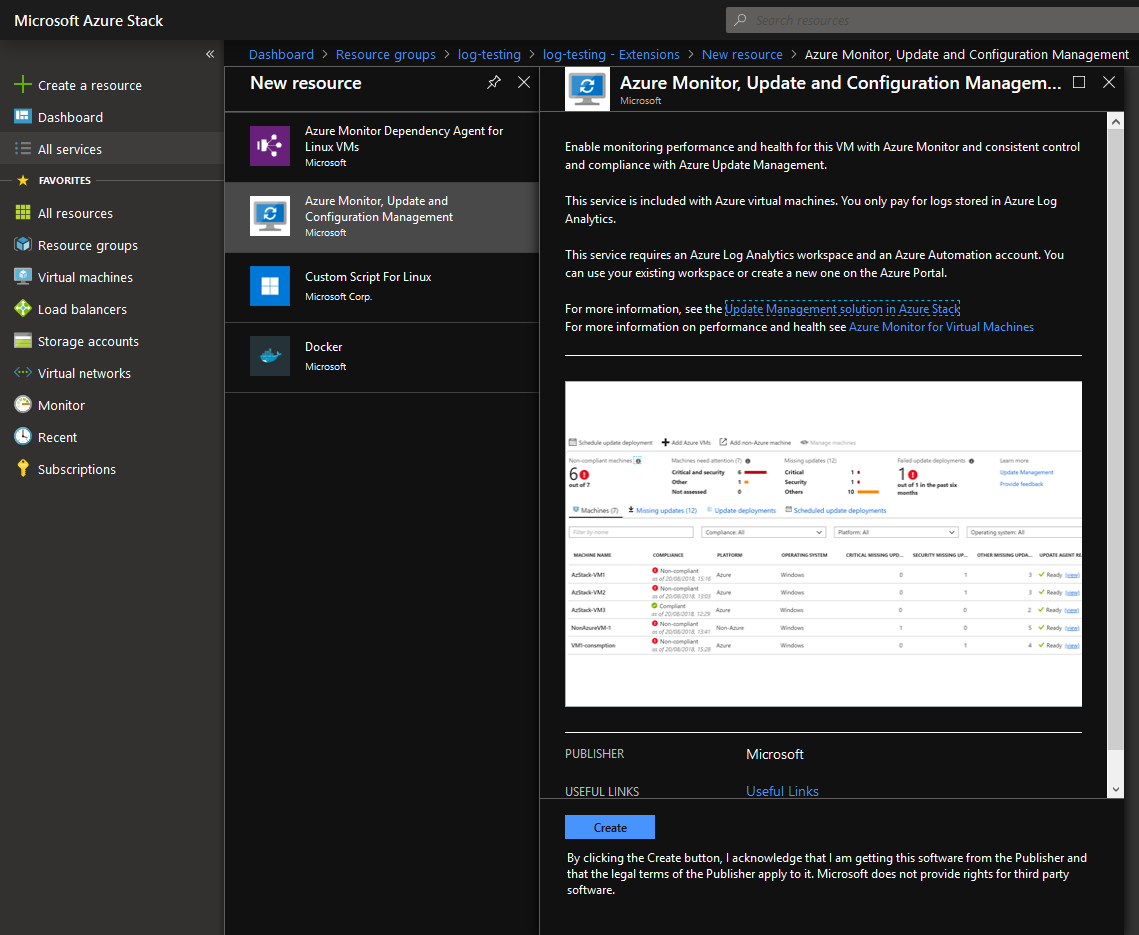 Microsoft Azure Stack
Search resources
«
Dashboard > Resource groups > log-testing > log-testing - Extensions > New resource > Azure Monitor, Update and Configuration Management
Create a resource
Dashboard
All services
FAVORITES
All resources
Resource groups
Virtual machines
Load balancers
Storage accounts
Virtual networks
Monitor
Recent
Subscriptions
New resource
Azure Monitor Dependency Agent for
Linux VMs
Microsoft
Azure Monitor, Update and
Configuration Management
Microsoft
Custom Script For Linux
Microsoft Corp.
Docker
Microsoft
Azure Monitor, Update and Configuration Managem...
Microsoft
Enable monitoring performance and health for this VM with Azure Monitor and consistent control
and compliance with Azure Update Management.
This service is included with Azure virtual machines. You only pay for logs stored in Azure Log
Analytics.
This service requires an Azure Log Analytics workspace and an Azure Automation account. You
can use your existing workspace or create a new one on the Azure Portal.
For more information, see the Update Management solution in Azure Stack
For more information on performance and health see Azure Monitor for Virtual Machines
Schedule update deployment Add Azure VMs Add non-Azure machine Manage machines
Non-compliant machines Machines need attention (7) Missing updates (12) Failed update deployments Learn more
6 Critical and security 6 Critical 1 1 Update Management
out of 7 Other 1 Security 1 out of 1 in the past six Provide feedback
Not assessed 0 Others 10 months
Machines (7) Missing updates (12) Update deployments Scheduled update deployments
Filter by name Compliance: All Platform: All Operating system: All
MACHINE NAME COMPLIANCE PLATFORM OPERATING SYSTEM CRITICAL MISSING UPD... SECURITY MISSING UP... OTHER MISSING UPDA... UPDATE AGENT RE
AzStack-VM1 Non-compliant Azure Windows 0 1 3 Ready (view)
as of 20/08/2018, 15:16
AzStack-VM2 Non-compliant Azure Windows 0 1 3 Ready (view)
as of 20/08/2018, 13:03
AzStack-VM3 Compliant Azure Windows 0 0 2 Ready (view)
as of 20/08/2018, 12:29
NonAzureVM-1 Non-compliant Non-Azure Windows 1 0 5 Ready (view)
as of 20/08/2018, 13:41
VM1-consmption Non-compliant Azure Windows 0 1 4 Ready (view)
as of 20/08/2018, 15:28
PUBLISHER Microsoft
USEFUL LINKS Useful Links
Create
By clicking the Create button, I acknowledge that I am getting this software from the Publisher and
that the legal terms of the Publisher apply to it. Microsoft does not provide rights for third party
software.